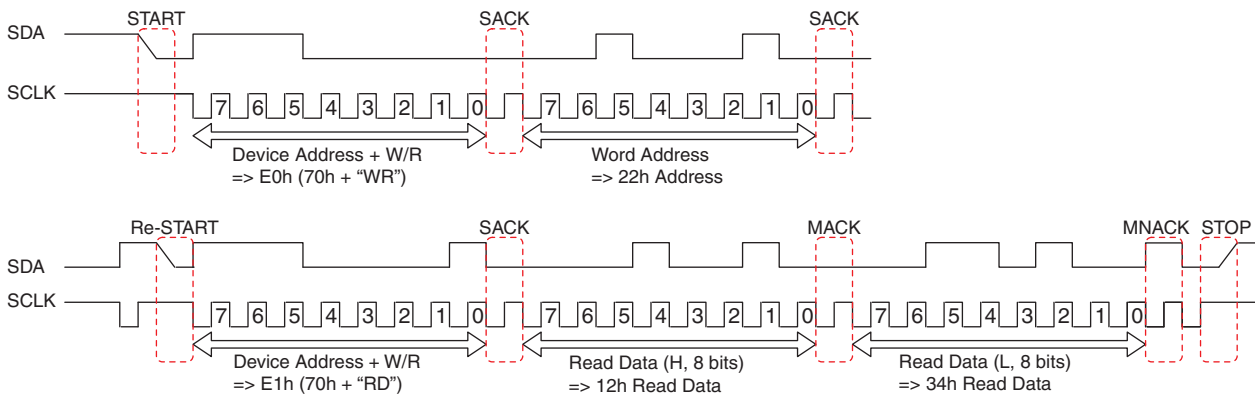 START SACK SACK
SDA
SCLK
7 6 5 4 3 2 1 0 7 6 5 4 3 2 1 0
Device Address + W/R
=> E0h (70h + “WR”)
Word Address
=> 22h Address
Re-START SACK MACK MNACK STOP
SDA
SCLK
7 6 5 4 3 2 1 0 7 6 5 4 3 2 1 0 7 6 5 4 3 2 1 0
Device Address + W/R
=> E1h (70h + “RD”)
Read Data (H, 8 bits)
=> 12h Read Data
Read Data (L, 8 bits)
=> 34h Read Data